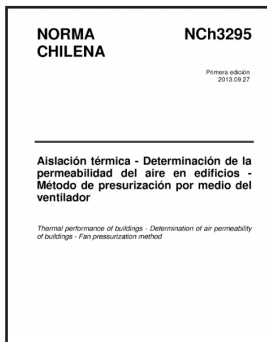 NORMA NCh3295
CHILENA
Primera edición
2013.09.27
Aislación térmica - Determinación de la
permeabilidad del aire en edificios -
Método de presurización por medio del
ventilador
Thermal performance of buildings - Determination of air permeability
of buildings - Fan pressurization method